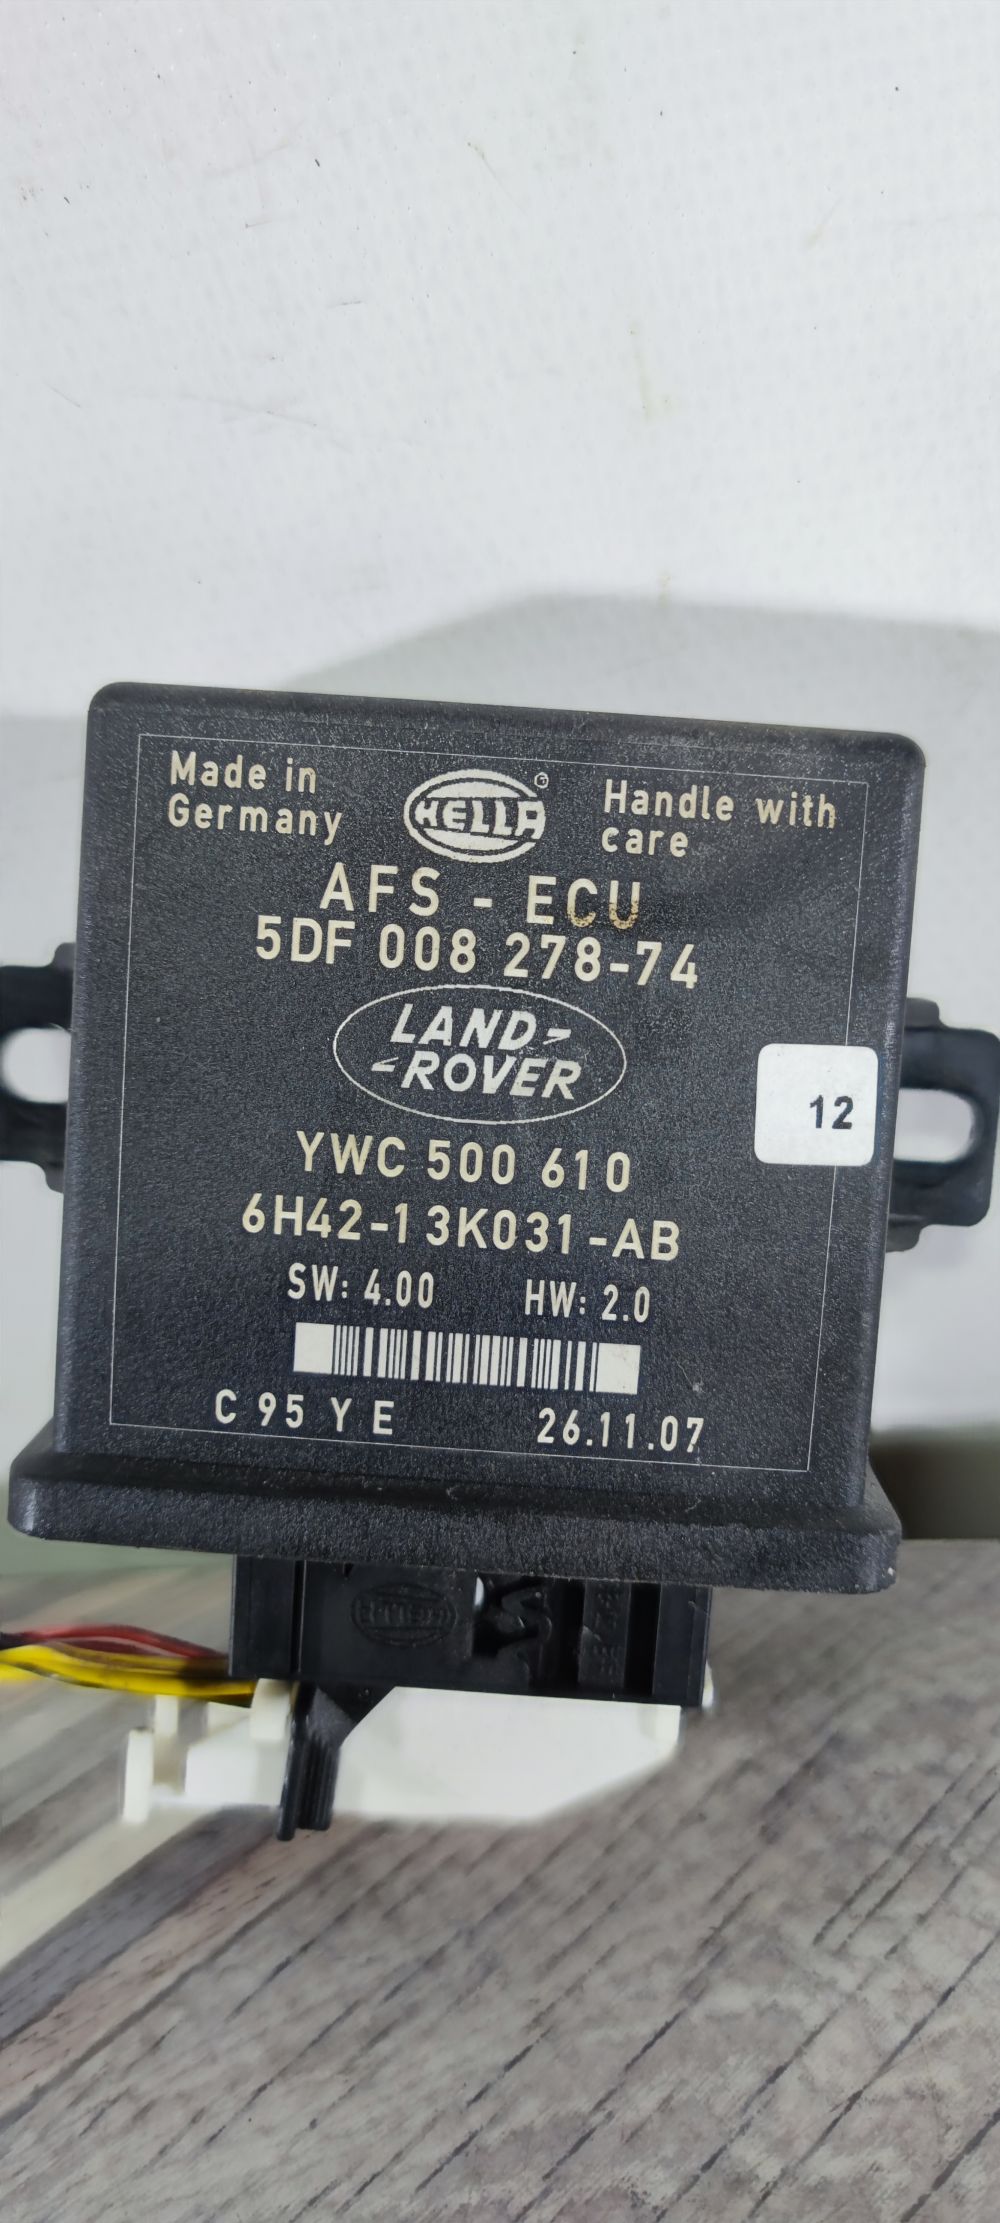 Made in
Germany
HELLA
Handle with
care
AFS - ECU
5DF 008 278-74
LAND-
-ROVER
12
YWC 500 610
6H42-13K031-AB
SW: 4.00 HW: 2.0
C 95 Y E 26.11.07
HELLA